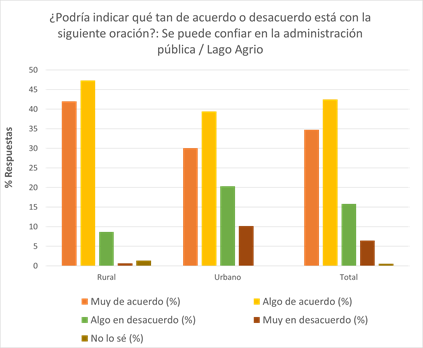 ¿Podría indicar qué tan de acuerdo o desacuerdo está con la
siguiente oración?: Se puede confiar en la administración
pública / Lago Agrio
50
45
40
35
30
25
20
15
10
5
0
% Respuestas
Rural
Urbano
Total
Muy de acuerdo (%)
Algo de acuerdo (%)
Algo en desacuerdo (%)
Muy en desacuerdo (%)
No lo sé (%)